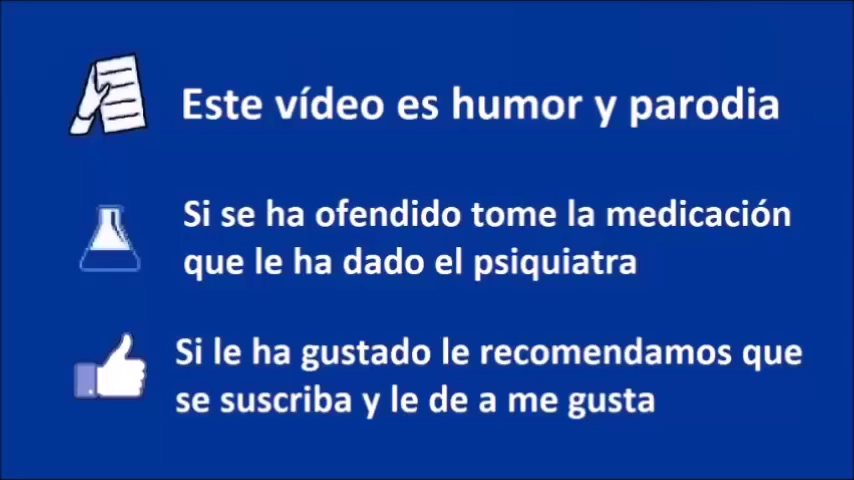 Este vídeo es humor y parodia
Si se ha ofendido tome la medicación
que le ha dado el psiquiatra
Si le ha gustado le recomendamos que
se suscriba y le de a me gusta